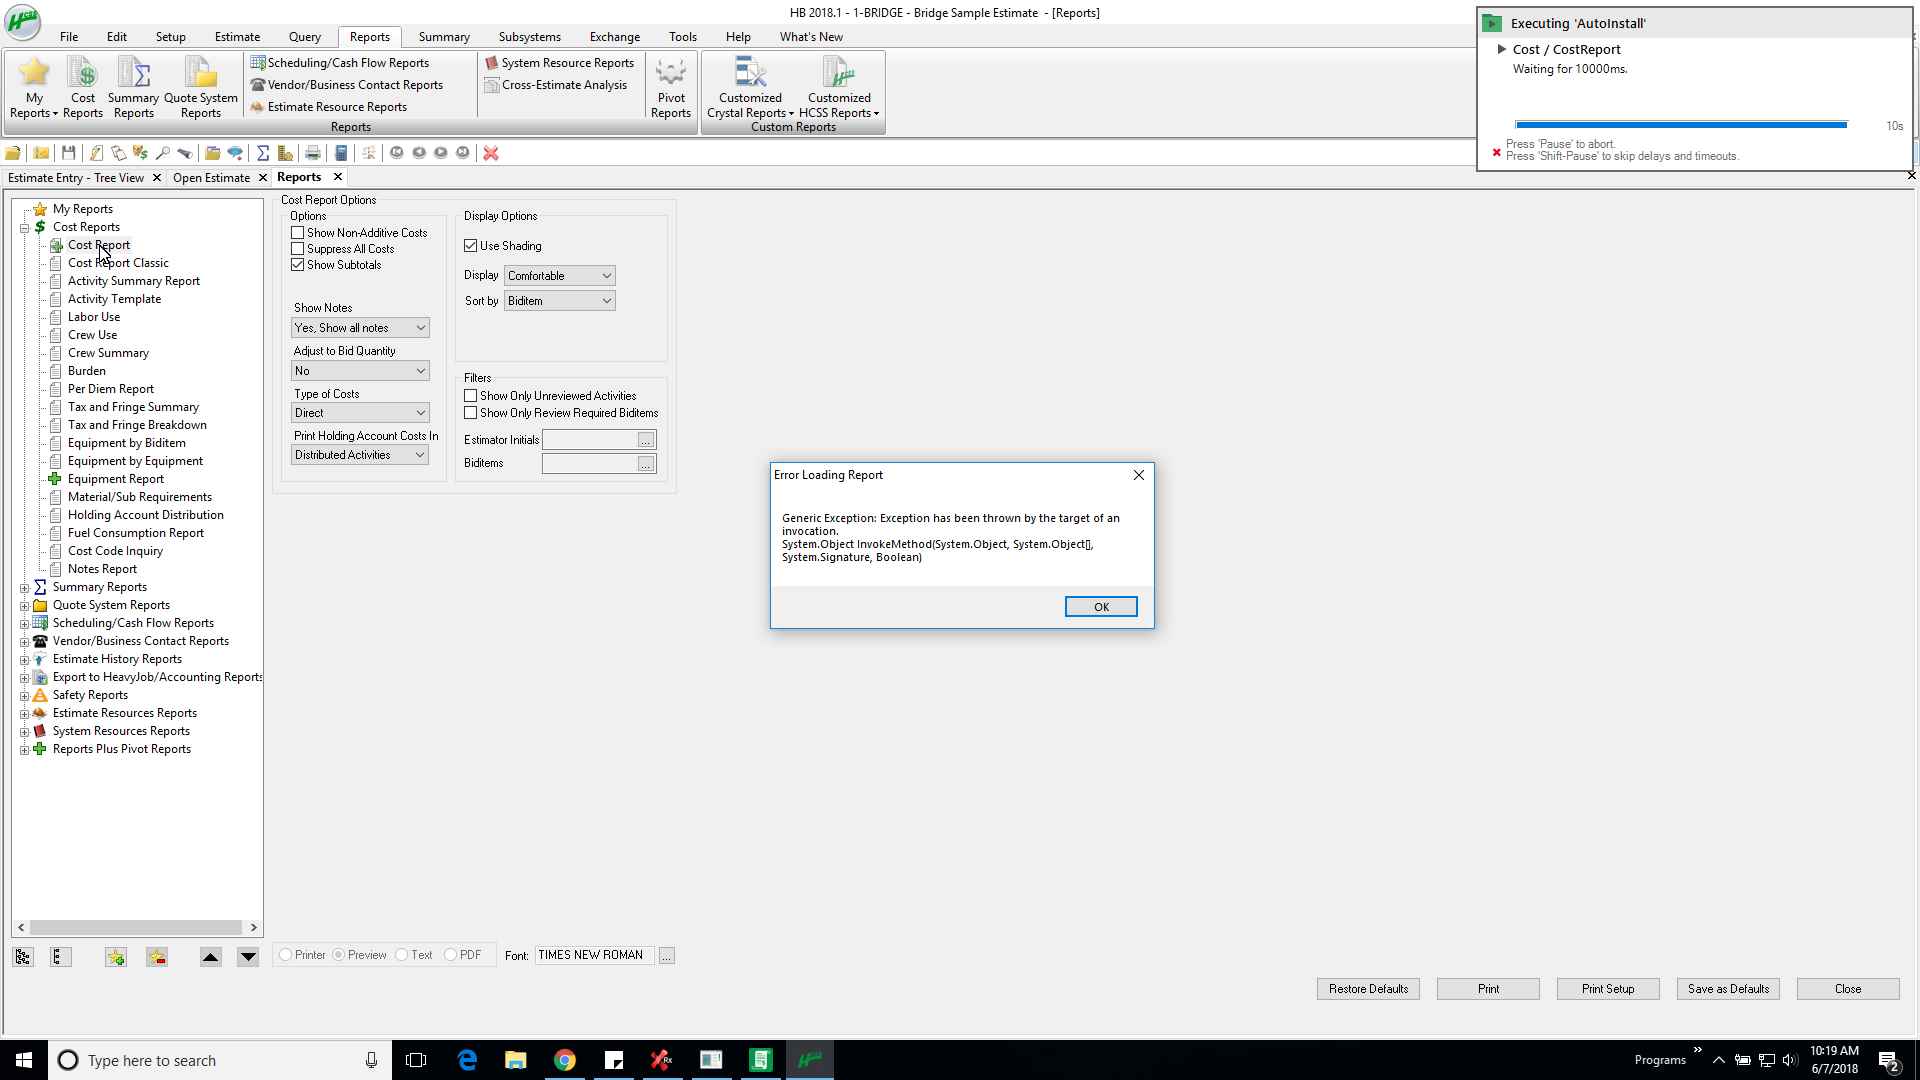 HCSS
HB 2018.1 - 1-BRIDGE - Bridge Sample Estimate - [Reports]
File Edit Setup Estimate Query Reports Summary Subsystems Exchange Tools Help What's New
My Reports
Cost Reports
Summary Reports
Quote System Reports
Scheduling/Cash Flow Reports
Vendor/Business Contact Reports
Estimate Resource Reports
System Resource Reports
Cross-Estimate Analysis
Pivot Reports
Reports
Customized Crystal Reports
Customized HCSS Reports
Custom Reports
Executing 'AutoInstall'
Cost / CostReport
Waiting for 10000ms.
10s
Press 'Pause' to abort.
Press 'Shift-Pause' to skip delays and timeouts.
Estimate Entry - Tree View Open Estimate Reports
My Reports
Cost Reports
Cost Report
Cost Report Classic
Activity Summary Report
Activity Template
Labor Use
Crew Use
Crew Summary
Burden
Per Diem Report
Tax and Fringe Summary
Tax and Fringe Breakdown
Equipment by Biditem
Equipment by Equipment
Equipment Report
Material/Sub Requirements
Holding Account Distribution
Fuel Consumption Report
Cost Code Inquiry
Notes Report
Summary Reports
Quote System Reports
Scheduling/Cash Flow Reports
Vendor/Business Contact Reports
Estimate History Reports
Export to HeavyJob/Accounting Reports
Safety Reports
Estimate Resources Reports
System Resources Reports
Reports Plus Pivot Reports
Cost Report Options
Options
Show Non-Additive Costs
Suppress All Costs
Show Subtotals
Show Notes
Yes, Show all notes
Adjust to Bid Quantity
No
Type of Costs
Direct
Print Holding Account Costs In
Distributed Activities
Display Options
Use Shading
Display Comfortable
Sort by Biditem
Filters
Show Only Unreviewed Activities
Show Only Review Required Biditems
Estimator Initials ...
Biditems ...
Error Loading Report
Generic Exception: Exception has been thrown by the target of an
invocation.
System.Object InvokeMethod(System.Object, System.Object[],
System.Signature, Boolean)
OK
Printer Preview Text PDF Font: TIMES NEW ROMAN ...
Restore Defaults Print Print Setup Save as Defaults Close
Type here to search
Rx
Programs
10:19 AM
6/7/2018
2